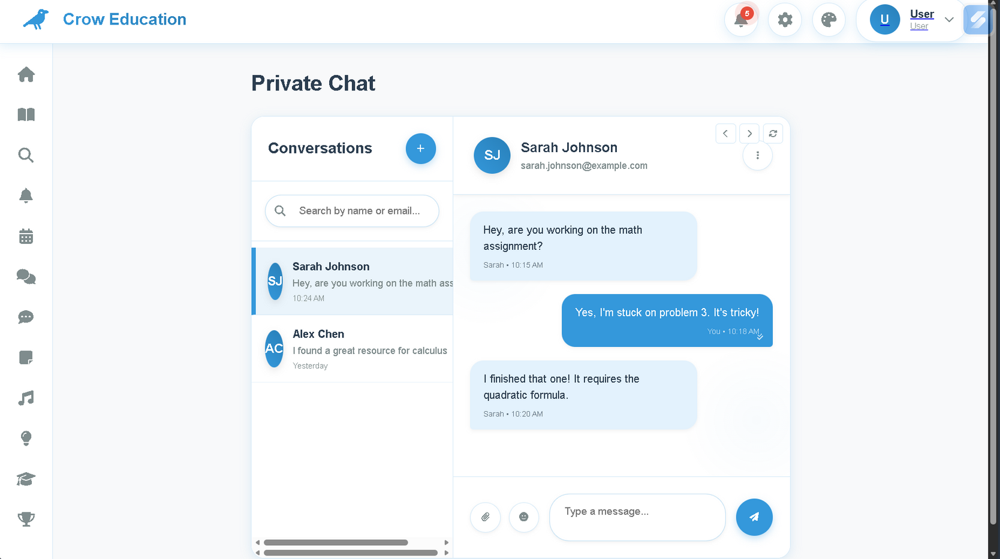 Crow Education
5
U
User
User
Private Chat
Conversations
+
Search by name or email...
SJ
Sarah Johnson
Hey, are you working on the math ass
10:24 AM
AC
Alex Chen
I found a great resource for calculus
Yesterday
SJ
Sarah Johnson
sarah.johnson@example.com
Hey, are you working on the math
assignment?
Sarah • 10:15 AM
Yes, I'm stuck on problem 3. It's tricky!
You • 10:18 AM
I finished that one! It requires the
quadratic formula.
Sarah • 10:20 AM
Type a message...